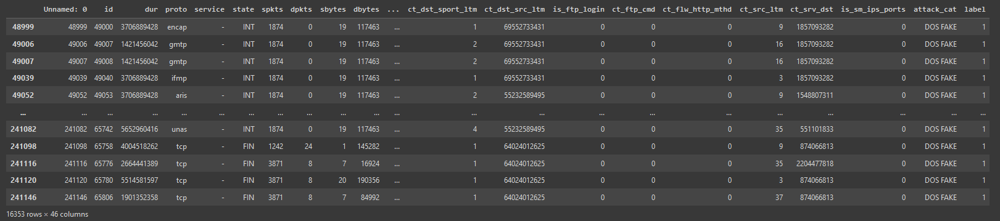 Unnamed: 0 id dur proto service state spkts dpkts sbytes dbytes ... ct_dst_sport_ltm ct_dst_src_ltm is_ftp_login ct_ftp_cmd ct_flw_http_mthd ct_src_ltm ct_srv_dst is_sm_ips_ports attack_cat label
48999 48999 49000 3706889428 encap - INT 1874 0 19 117463 ... 1 69552733431 0 0 0 9 1857093282 0 DOS FAKE 1
49006 49006 49007 1421456042 gmtp - INT 1874 0 19 117463 ... 2 69552733431 0 0 0 16 1857093282 0 DOS FAKE 1
49007 49007 49008 1421456042 gmtp - INT 1874 0 19 117463 ... 2 69552733431 0 0 0 16 1857093282 0 DOS FAKE 1
49039 49039 49040 3706889428 ifmp - INT 1874 0 19 117463 ... 1 69552733431 0 0 0 3 1857093282 0 DOS FAKE 1
49052 49052 49053 3706889428 aris - INT 1874 0 19 117463 ... 2 55232589495 0 0 0 9 1548807311 0 DOS FAKE 1
... ... ... ... ... ... ... ... ... ... ... ... ... ... ... ... ... ... ... ... ... ...
241082 241082 65742 5652960416 unas - INT 1874 0 19 117463 ... 4 55232589495 0 0 0 35 551101833 0 DOS FAKE 1
241098 241098 65758 4004518262 tcp - FIN 1242 24 1 145282 ... 1 64024012625 0 0 0 9 874066813 0 DOS FAKE 1
241116 241116 65776 2664441389 tcp - FIN 3871 8 7 16924 ... 1 64024012625 0 0 0 35 2204477818 0 DOS FAKE 1
241120 241120 65780 5514581597 tcp - FIN 3871 8 20 190356 ... 1 64024012625 0 0 0 3 874066813 0 DOS FAKE 1
241146 241146 65806 1901352358 tcp - FIN 3871 8 7 84992 ... 1 64024012625 0 0 0 37 874066813 0 DOS FAKE 1
16353 rows × 46 columns